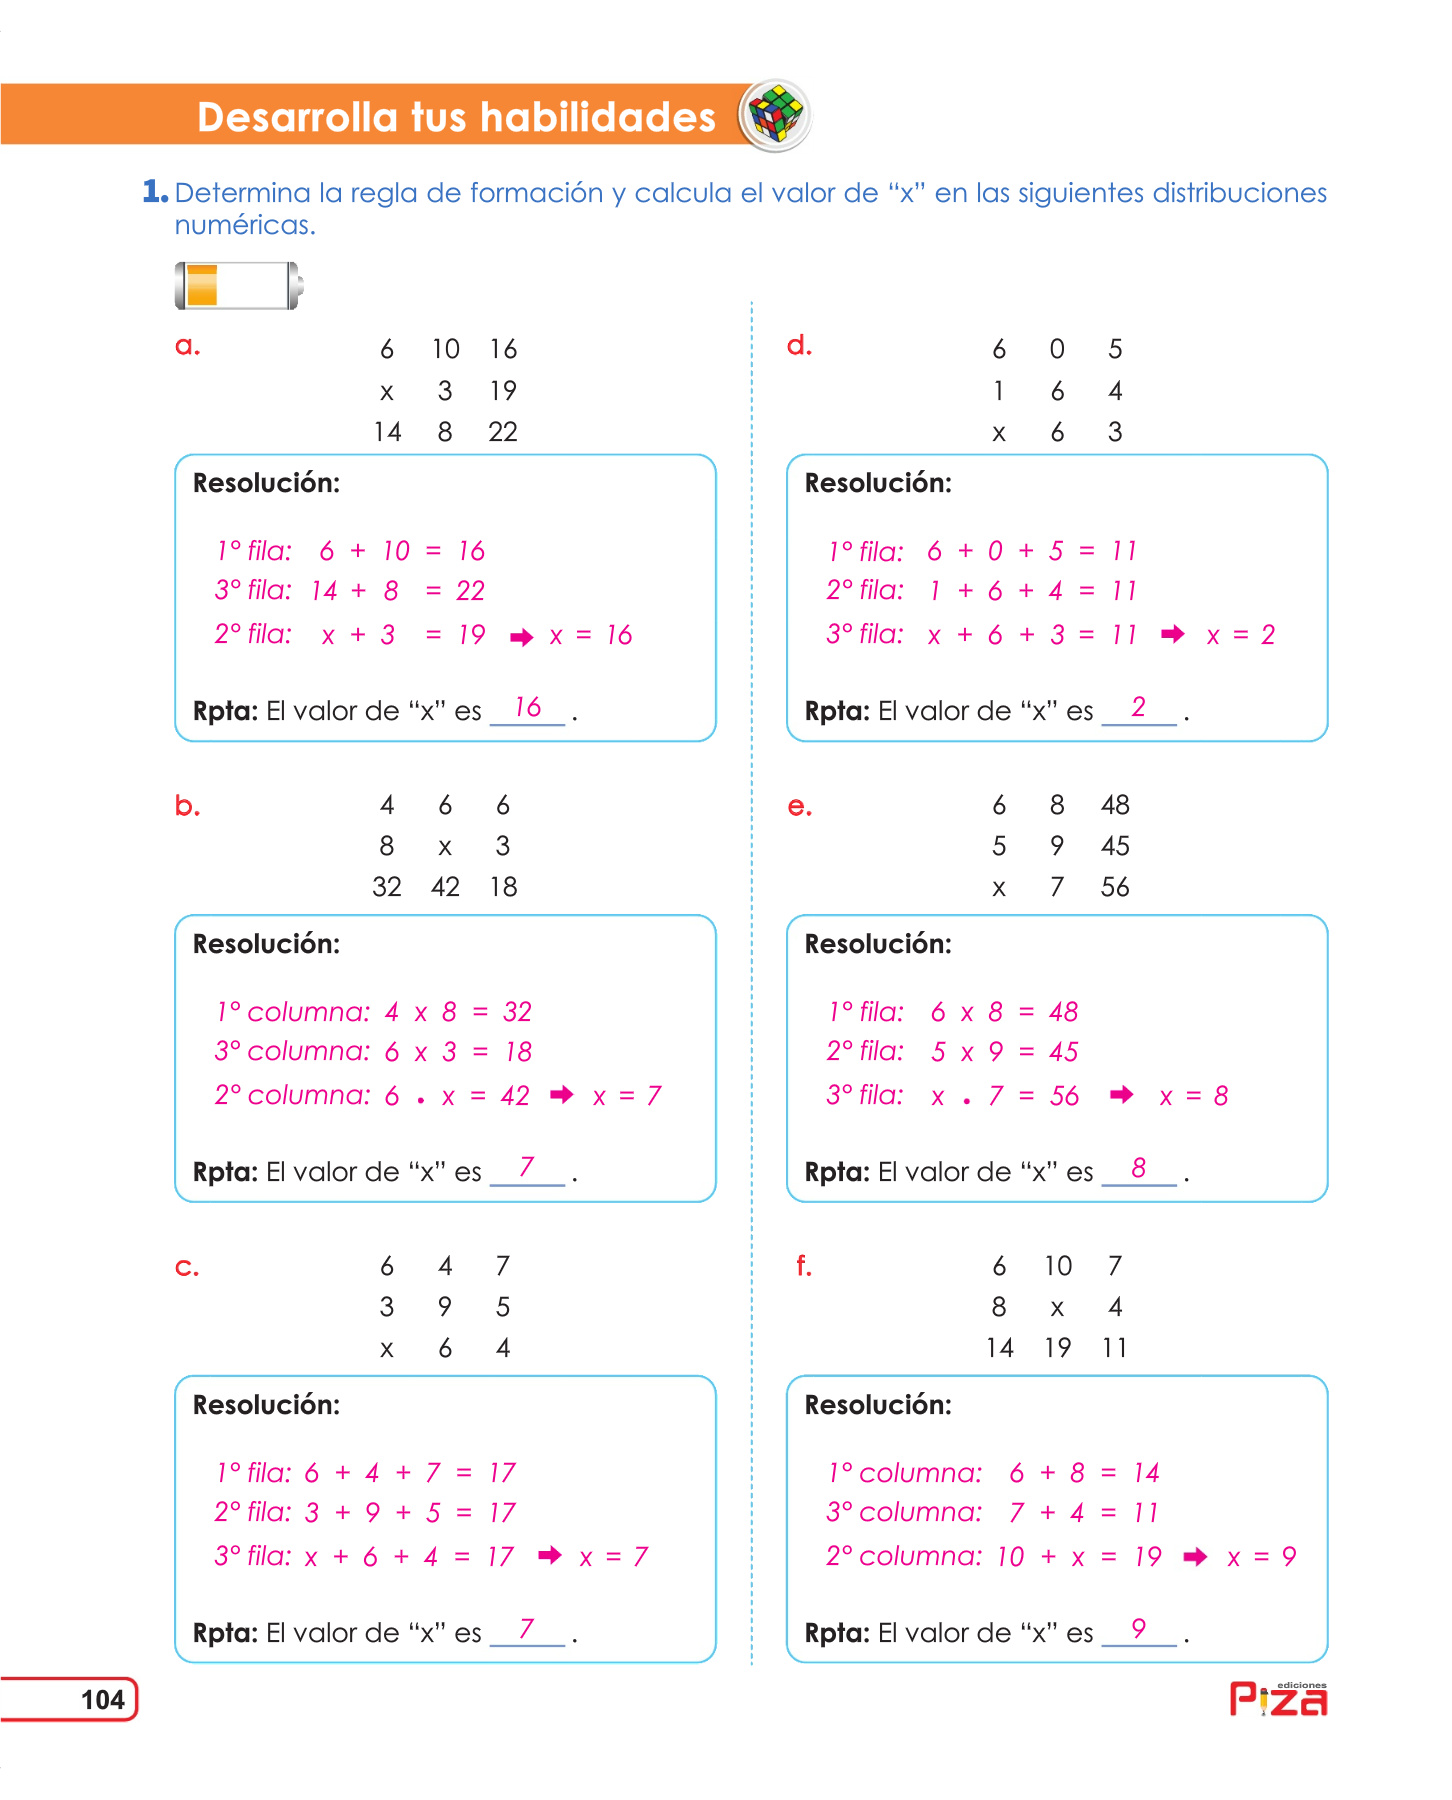 Desarrolla tus habilidades
1. Determina la regla de formación y calcula el valor de “x” en las siguientes distribuciones
numéricas.
a.
6 10 16
x 3 19
14 8 22
Resolución:
1° fila: 6 + 10 = 16
3° fila: 14 + 8 = 22
2° fila: x + 3 = 19 ➡ x = 16
Rpta: El valor de “x” es 16 .
b.
4 6 6
8 x 3
32 42 18
Resolución:
1° columna: 4 x 8 = 32
3° columna: 6 x 3 = 18
2° columna: 6 . x = 42 ➡ x = 7
Rpta: El valor de “x” es 7 .
c.
6 4 7
3 9 5
x 6 4
Resolución:
1° fila: 6 + 4 + 7 = 17
2° fila: 3 + 9 + 5 = 17
3° fila: x + 6 + 4 = 17 ➡ x = 7
Rpta: El valor de “x” es 7 .
d.
6 0 5
1 6 4
x 6 3
Resolución:
1° fila: 6 + 0 + 5 = 11
2° fila: 1 + 6 + 4 = 11
3° fila: x + 6 + 3 = 11 ➡ x = 2
Rpta: El valor de “x” es 2 .
e.
6 8 48
5 9 45
x 7 56
Resolución:
1° fila: 6 x 8 = 48
2° fila: 5 x 9 = 45
3° fila: x . 7 = 56 ➡ x = 8
Rpta: El valor de “x” es 8 .
f.
6 10 7
8 x 4
14 19 11
Resolución:
1° columna: 6 + 8 = 14
3° columna: 7 + 4 = 11
2° columna: 10 + x = 19 ➡ x = 9
Rpta: El valor de “x” es 9 .
104
ediciones
Piza